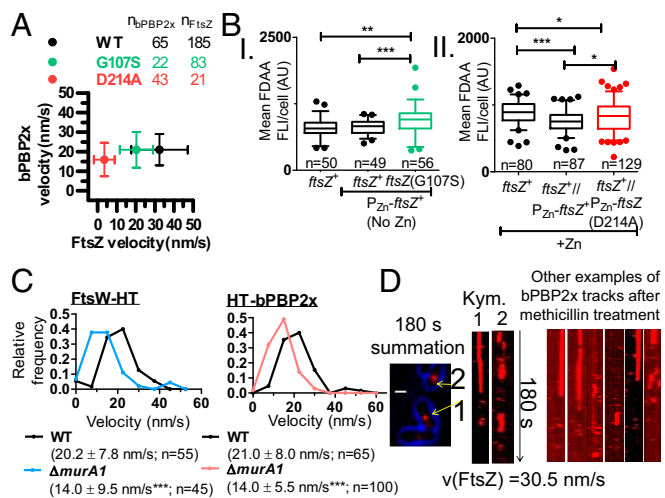 A
n_bPBP2x n_FtsZ
WT 65 185
G107S 22 83
D214A 43 21
bPBP2x velocity (nm/s)
50
40
30
20
10
0
0 10 20 30 40 50
FtsZ velocity(nm/s)
B
I.
Mean FDAA FLI/cell (AU)
2000
1000
0
**
***
n=50 n=49 n=56
ftsZ+ ftsZ+ ftsZ(G107S)
P_Zn-ftsZ+
(No Zn)
II.
Mean FDAA FLI/cell (AU)
2000
1000
0
*
***
*
n=80 n=87 n=129
ftsZ+ ftsZ+// ftsZ+//
P_Zn-ftsZ+ P_Zn-ftsZ
(D214A)
+Zn
C
FtsW-HT
Relative frequency
0.5
0.4
0.3
0.2
0.1
0.0
0 20 40 60
Velocity (nm/s)
WT
(20.2 ± 7.8 nm/s; n=55)
ΔmurA1
(14.0 ± 9.5 nm/s***; n=45)
HT-bPBP2x
0.5
0.4
0.3
0.2
0.1
0.0
0 20 40 60
Velocity (nm/s)
WT
(21.0 ± 8.0 nm/s; n=65)
ΔmurA1
(14.0 ± 5.5 nm/s***; n=100)
D
180 s
summation
2
1
Kym.
1 2
180 s
Other examples of
bPBP2x tracks after
methicillin treatment
v(FtsZ) =30.5 nm/s